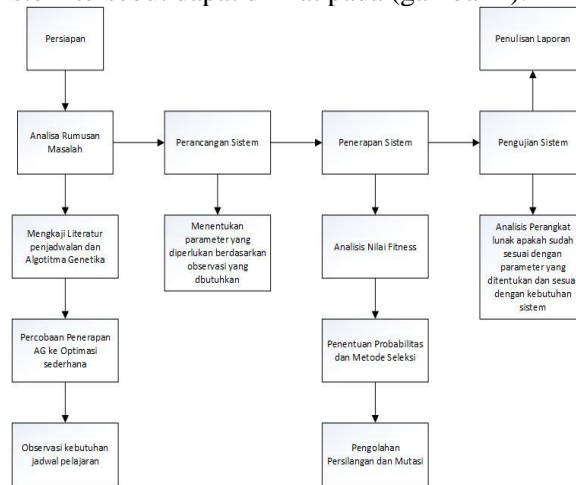 Persiapan
Penulisan Laporan
Analisa Rumusan
Masalah
Perancangan Sistem
Penerapan Sistem
Pengujian Sistem
Mengkaji Literatur
penjadwalan dan
Algotitma Genetika
Menentukan
parameter yang
diperlukan berdasarkan
observasi yang
dbutuhkan
Analisis Nilai Fitness
Analisis Perangkat
lunak apakah sudah
sesuai dengan
parameter yang
ditentukan dan sesuai
dengan kebutuhan
sistem
Percobaan Penerapan
AG ke Optimasi
sederhana
Penentuan Probabilitas
dan Metode Seleksi
Observasi kebutuhan
jadwal pelajaran
Pengolahan
Persilangan dan Mutasi